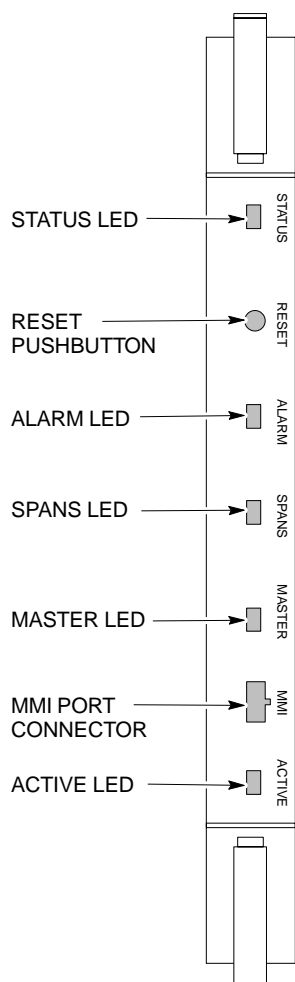 STATUS LED
STATUS
RESET
PUSHBUTTON
RESET
ALARM LED
ALARM
SPANS LED
SPANS
MASTER LED
MASTER
MMI PORT
CONNECTOR
MMI
ACTIVE LED
ACTIVE